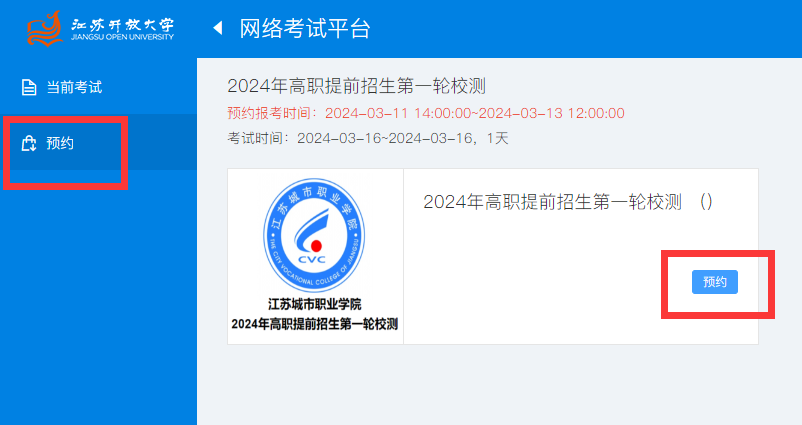 江苏开放大学
JIANGSU OPEN UNIVERSITY
网络考试平台
当前考试
预约
2024年高职提前招生第一轮校测
预约报考时间：2024-03-11 14:00:00~2024-03-13 12:00:00
考试时间：2024-03-16~2024-03-16，1天
江苏城市职业学院
THE CITY VOCATIONAL COLLEGE OF JIANGSU
CVC
江苏城市职业学院
2024年高职提前招生第一轮校测
2024年高职提前招生第一轮校测 （）
预约